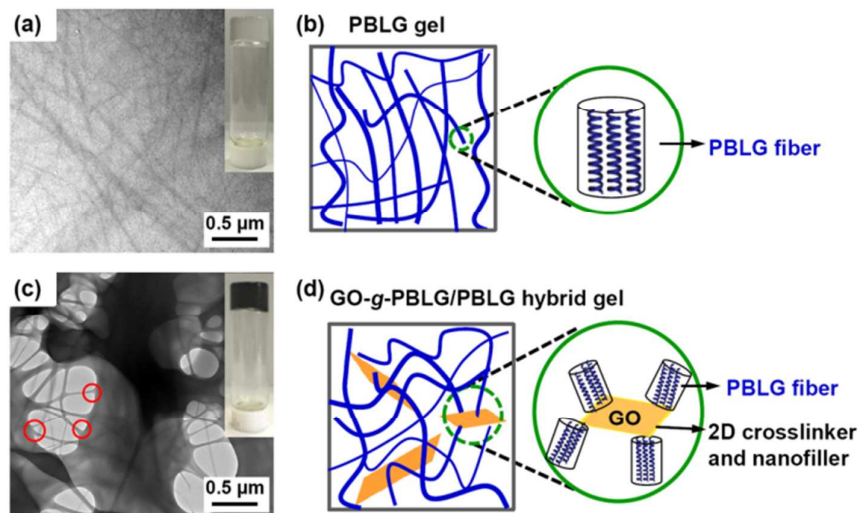 (a)
0.5 µm
(b) PBLG gel
PBLG fiber
(c)
0.5 µm
(d) GO-g-PBLG/PBLG hybrid gel
GO
PBLG fiber
2D crosslinker
and nanofiller